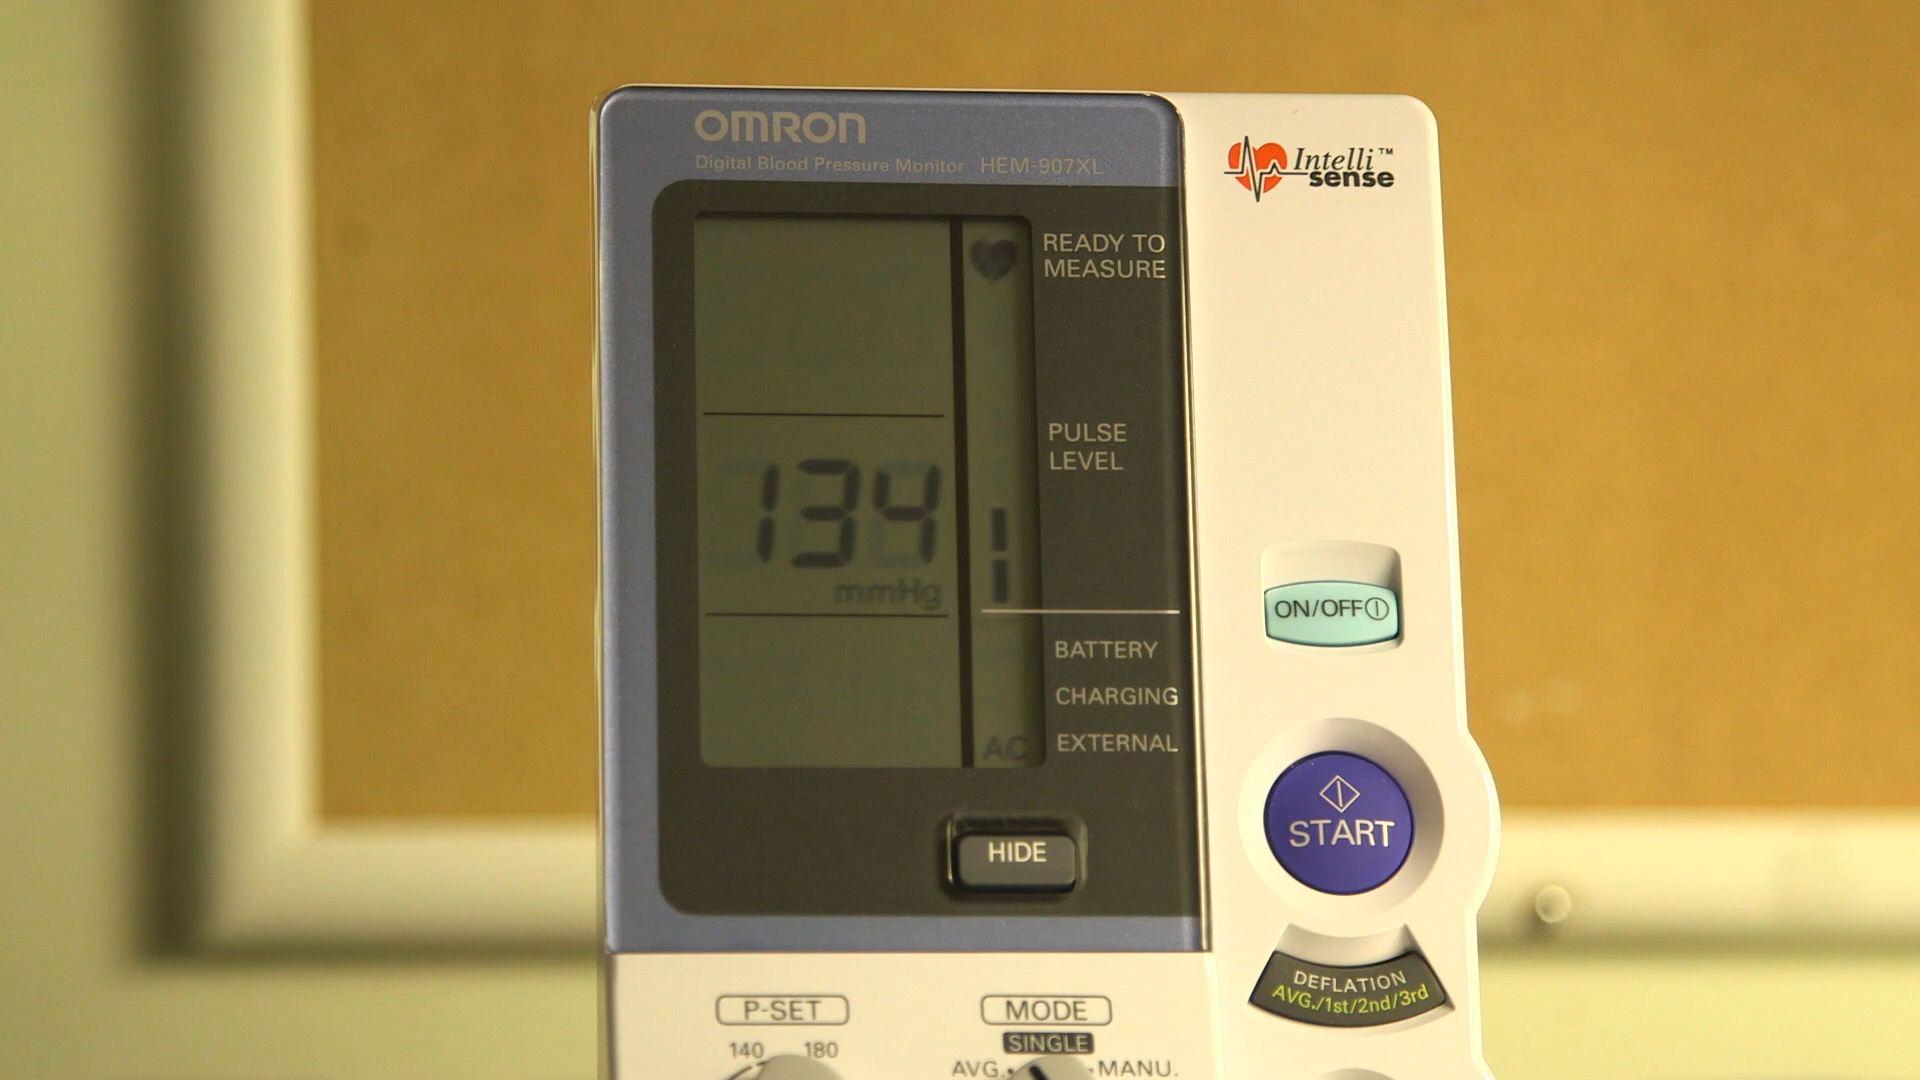 OMRON
Digital Blood Pressure Monitor HEM-907XL
Intelli™
sense
READY TO
MEASURE
PULSE
LEVEL
134
mmHg
BATTERY
CHARGING
AC EXTERNAL
HIDE
ON/OFF
START
DEFLATION
AVG./1st/2nd/3rd
P-SET
140 180
MODE
SINGLE
AVG. MANU.